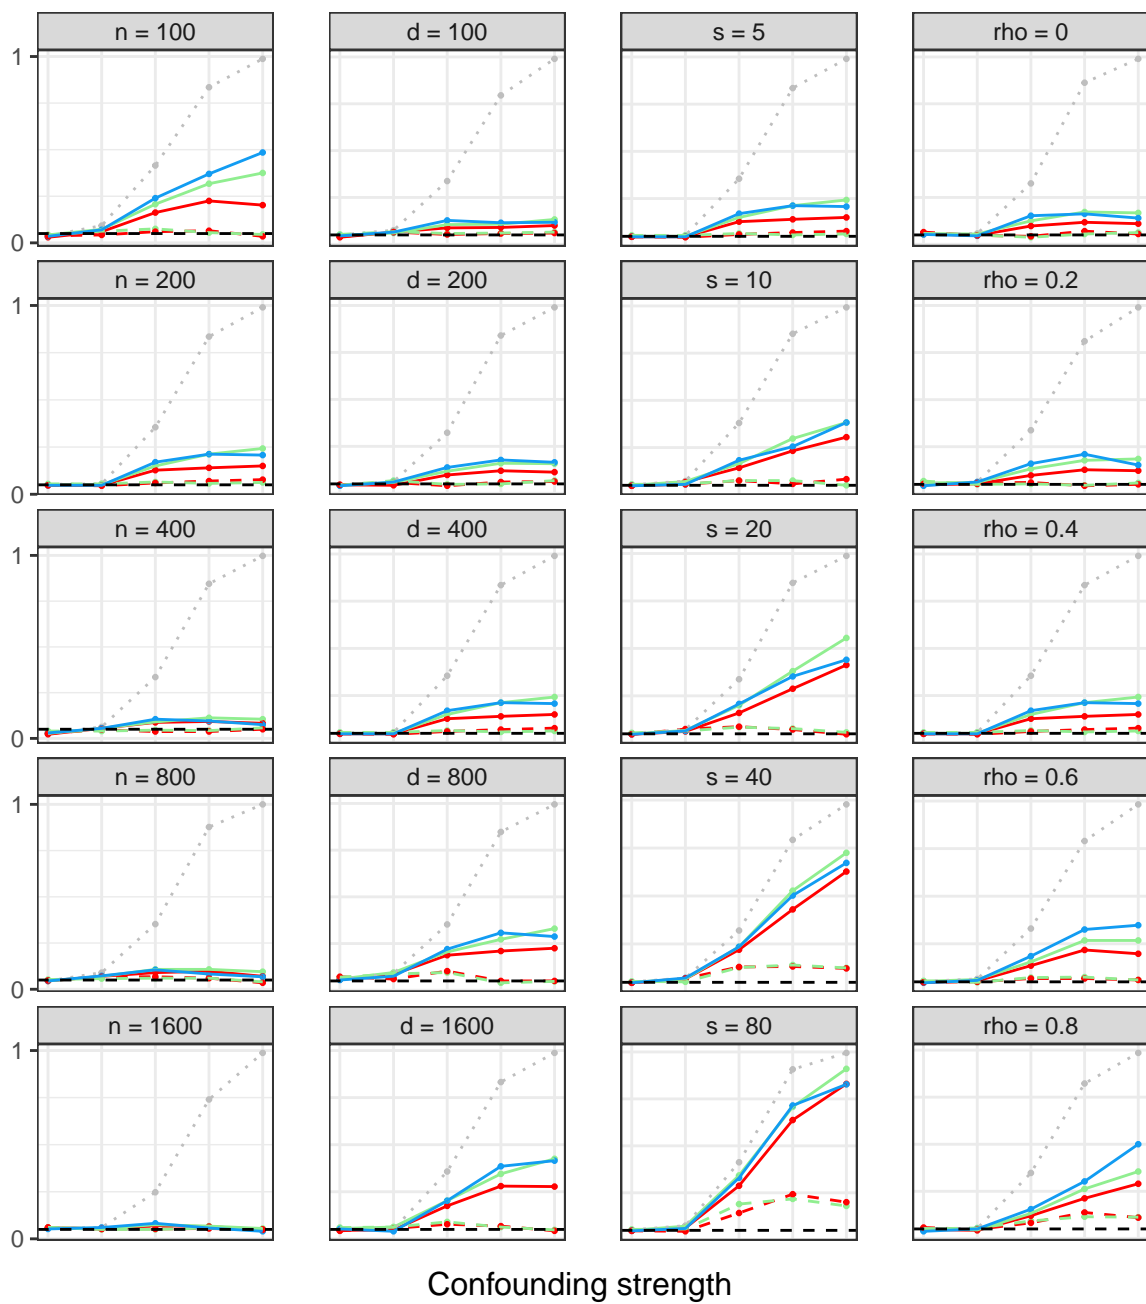 n = 100
d = 100
s = 5
rho = 0
1
0
n = 200
d = 200
s = 10
rho = 0.2
1
0
n = 400
d = 400
s = 20
rho = 0.4
1
0
n = 800
d = 800
s = 40
rho = 0.6
1
0
n = 1600
d = 1600
s = 80
rho = 0.8
1
0
Confounding strength